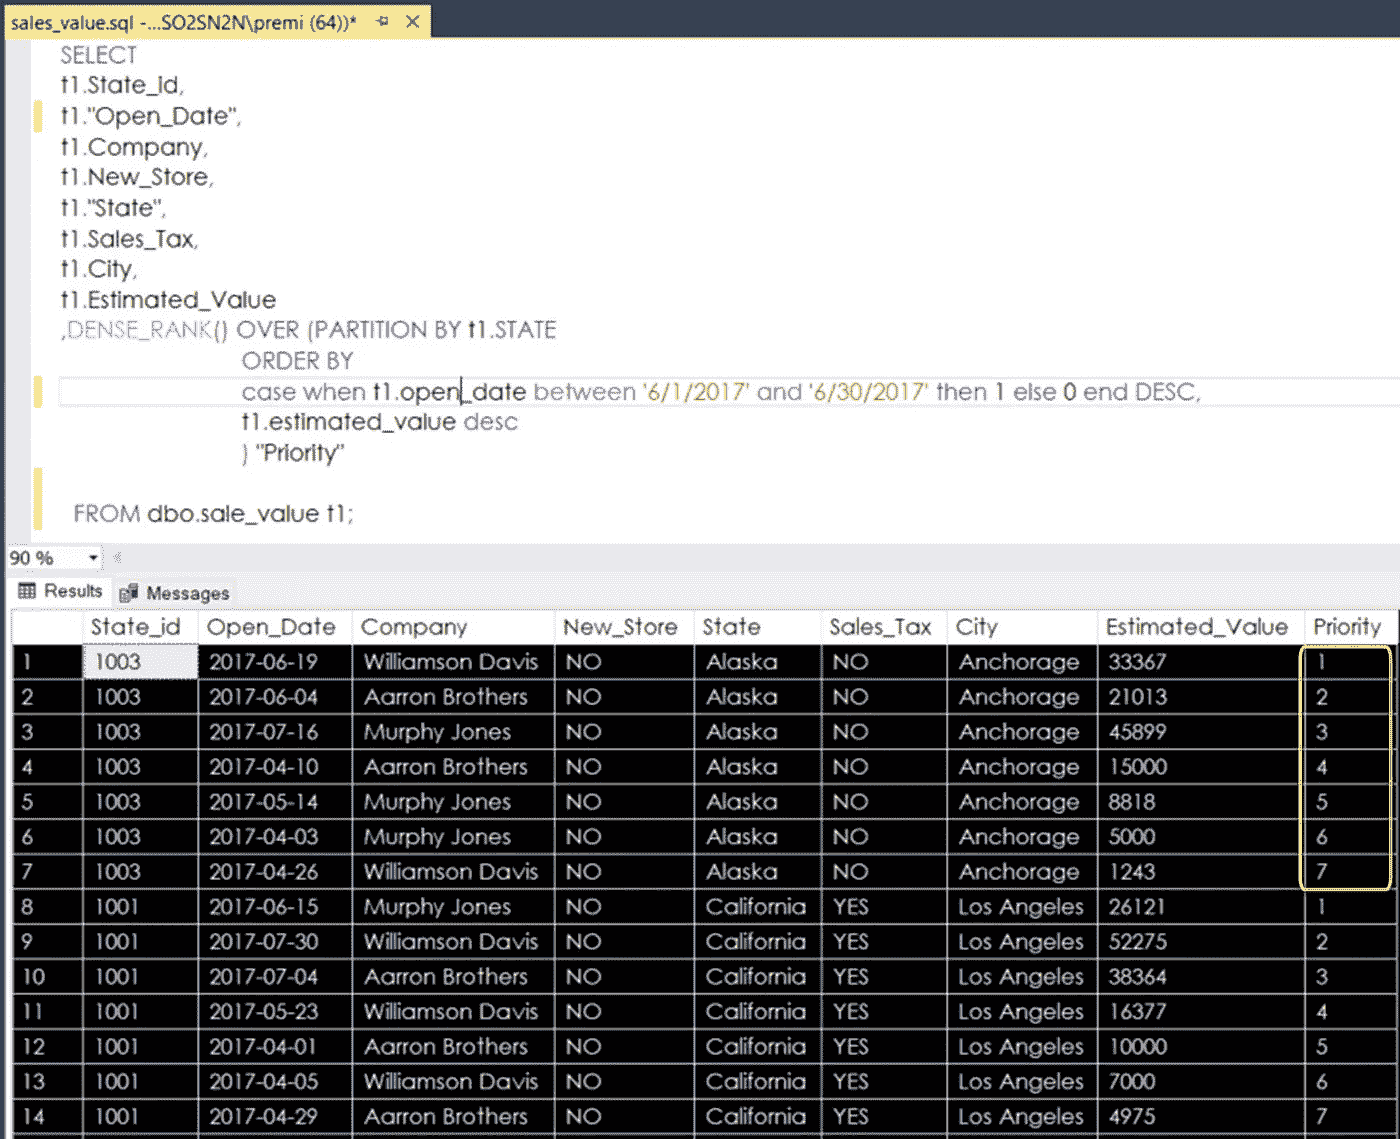 sales_value.sql -...SO2SN2N\premi (64))*
SELECT
t1.State_id,
t1."Open_Date",
t1.Company,
t1.New_Store,
t1."State",
t1.Sales_Tax,
t1.City,
t1.Estimated_Value
,DENSE_RANK() OVER (PARTITION BY t1.STATE
ORDER BY
case when t1.open_date between '6/1/2017' and '6/30/2017' then 1 else 0 end DESC,
t1.estimated_value desc
) "Priority"
FROM dbo.sale_value t1;
90 %
Results Messages
State_id Open_Date Company New_Store State Sales_Tax City Estimated_Value Priority
1 1003 2017-06-19 Williamson Davis NO Alaska NO Anchorage 33367 1
2 1003 2017-06-04 Aarron Brothers NO Alaska NO Anchorage 21013 2
3 1003 2017-07-16 Murphy Jones NO Alaska NO Anchorage 45899 3
4 1003 2017-04-10 Aarron Brothers NO Alaska NO Anchorage 15000 4
5 1003 2017-05-14 Murphy Jones NO Alaska NO Anchorage 8818 5
6 1003 2017-04-03 Murphy Jones NO Alaska NO Anchorage 5000 6
7 1003 2017-04-26 Williamson Davis NO Alaska NO Anchorage 1243 7
8 1001 2017-06-15 Murphy Jones NO California YES Los Angeles 26121 1
9 1001 2017-07-30 Williamson Davis NO California YES Los Angeles 52275 2
10 1001 2017-07-04 Aarron Brothers NO California YES Los Angeles 38364 3
11 1001 2017-05-23 Williamson Davis NO California YES Los Angeles 16377 4
12 1001 2017-04-01 Aarron Brothers NO California YES Los Angeles 10000 5
13 1001 2017-04-05 Williamson Davis NO California YES Los Angeles 7000 6
14 1001 2017-04-29 Aarron Brothers NO California YES Los Angeles 4975 7